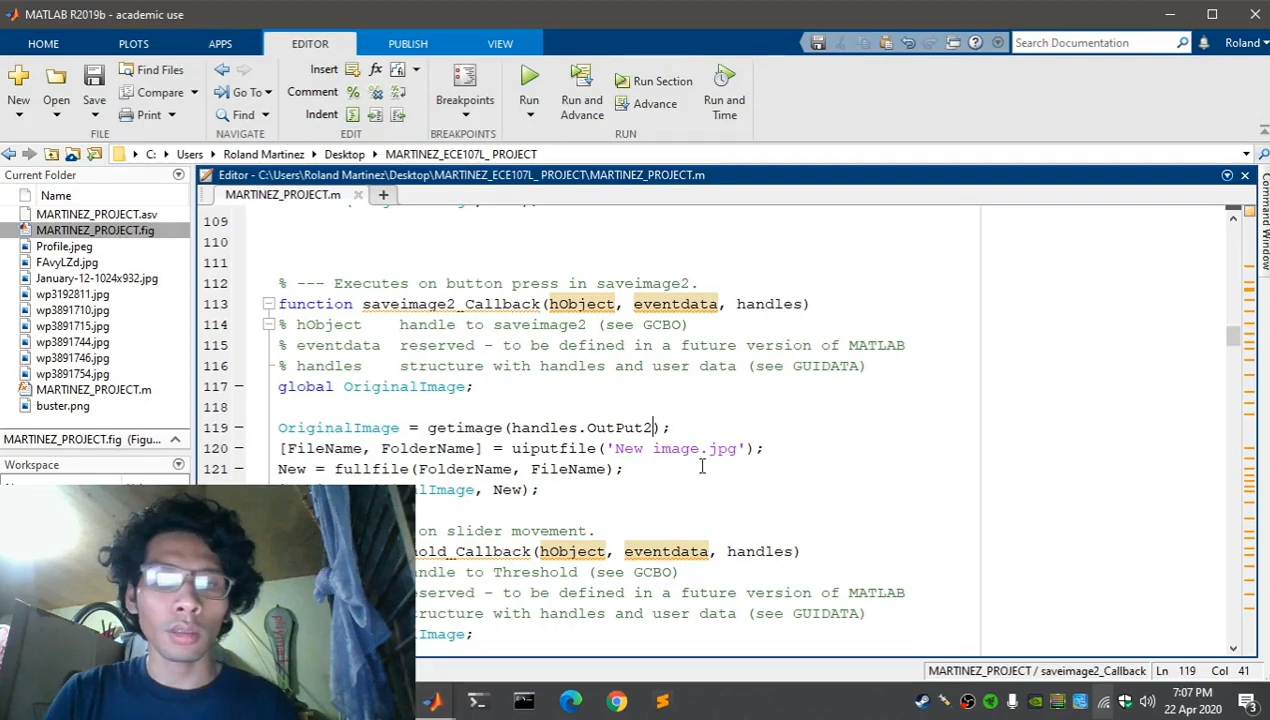 MATLAB R2019b - academic use
HOME PLOTS APPS EDITOR PUBLISH VIEW
Search Documentation
Roland
New Open Save
Find Files
Compare
Print
Go To
Find
Insert
Comment
Indent
Breakpoints
Run
Run and Advance
Run Section
Advance
Run and Time
FILE NAVIGATE EDIT BREAKPOINTS RUN
C: Users Roland Martinez Desktop MARTINEZ_ECE107L_ PROJECT
Current Folder
Name
MARTINEZ_PROJECT.asv
MARTINEZ_PROJECT.fig
Profile.jpeg
FAvyLZd.jpg
January-12-1024x932.jpg
wp3192811.jpg
wp3891710.jpg
wp3891715.jpg
wp3891744.jpg
wp3891746.jpg
wp3891754.jpg
MARTINEZ_PROJECT.m
buster.png
MARTINEZ_PROJECT.fig (Figu...
Workspace
Editor - C:\Users\Roland Martinez\Desktop\MARTINEZ_ECE107L_ PROJECT\MARTINEZ_PROJECT.m
MARTINEZ_PROJECT.m
Command Window
109
110
111
112 % --- Executes on button press in saveimage2.
113 function saveimage2_Callback(hObject, eventdata, handles)
114 % hObject    handle to saveimage2 (see GCBO)
115 % eventdata  reserved - to be defined in a future version of MATLAB
116 % handles    structure with handles and user data (see GUIDATA)
117 global OriginalImage;
118
119 OriginalImage = getimage(handles.OutPut2);
120 [FileName, FolderName] = uiputfile('New image.jpg');
121 New = fullfile(FolderName, FileName);
lImage, New);
on slider movement.
hold_Callback(hObject, eventdata, handles)
andle to Threshold (see GCBO)
eserved - to be defined in a future version of MATLAB
tructure with handles and user data (see GUIDATA)
lImage;
MARTINEZ_PROJECT / saveimage2_Callback
Ln 119 Col 41
7:07 PM
22 Apr 2020
3